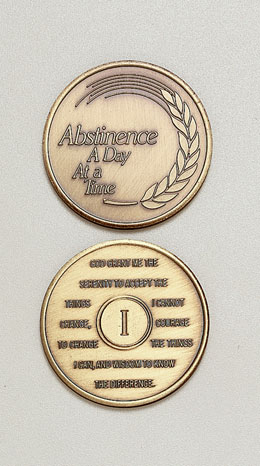 Abstinence
A Day
At a
Time
GOD GRANT ME THE
SERENITY TO ACCEPT THE
THINGS I CANNOT
CHANGE, I COURAGE
TO CHANGE THE THINGS
I CAN, AND WISDOM TO KNOW
THE DIFFERENCE.